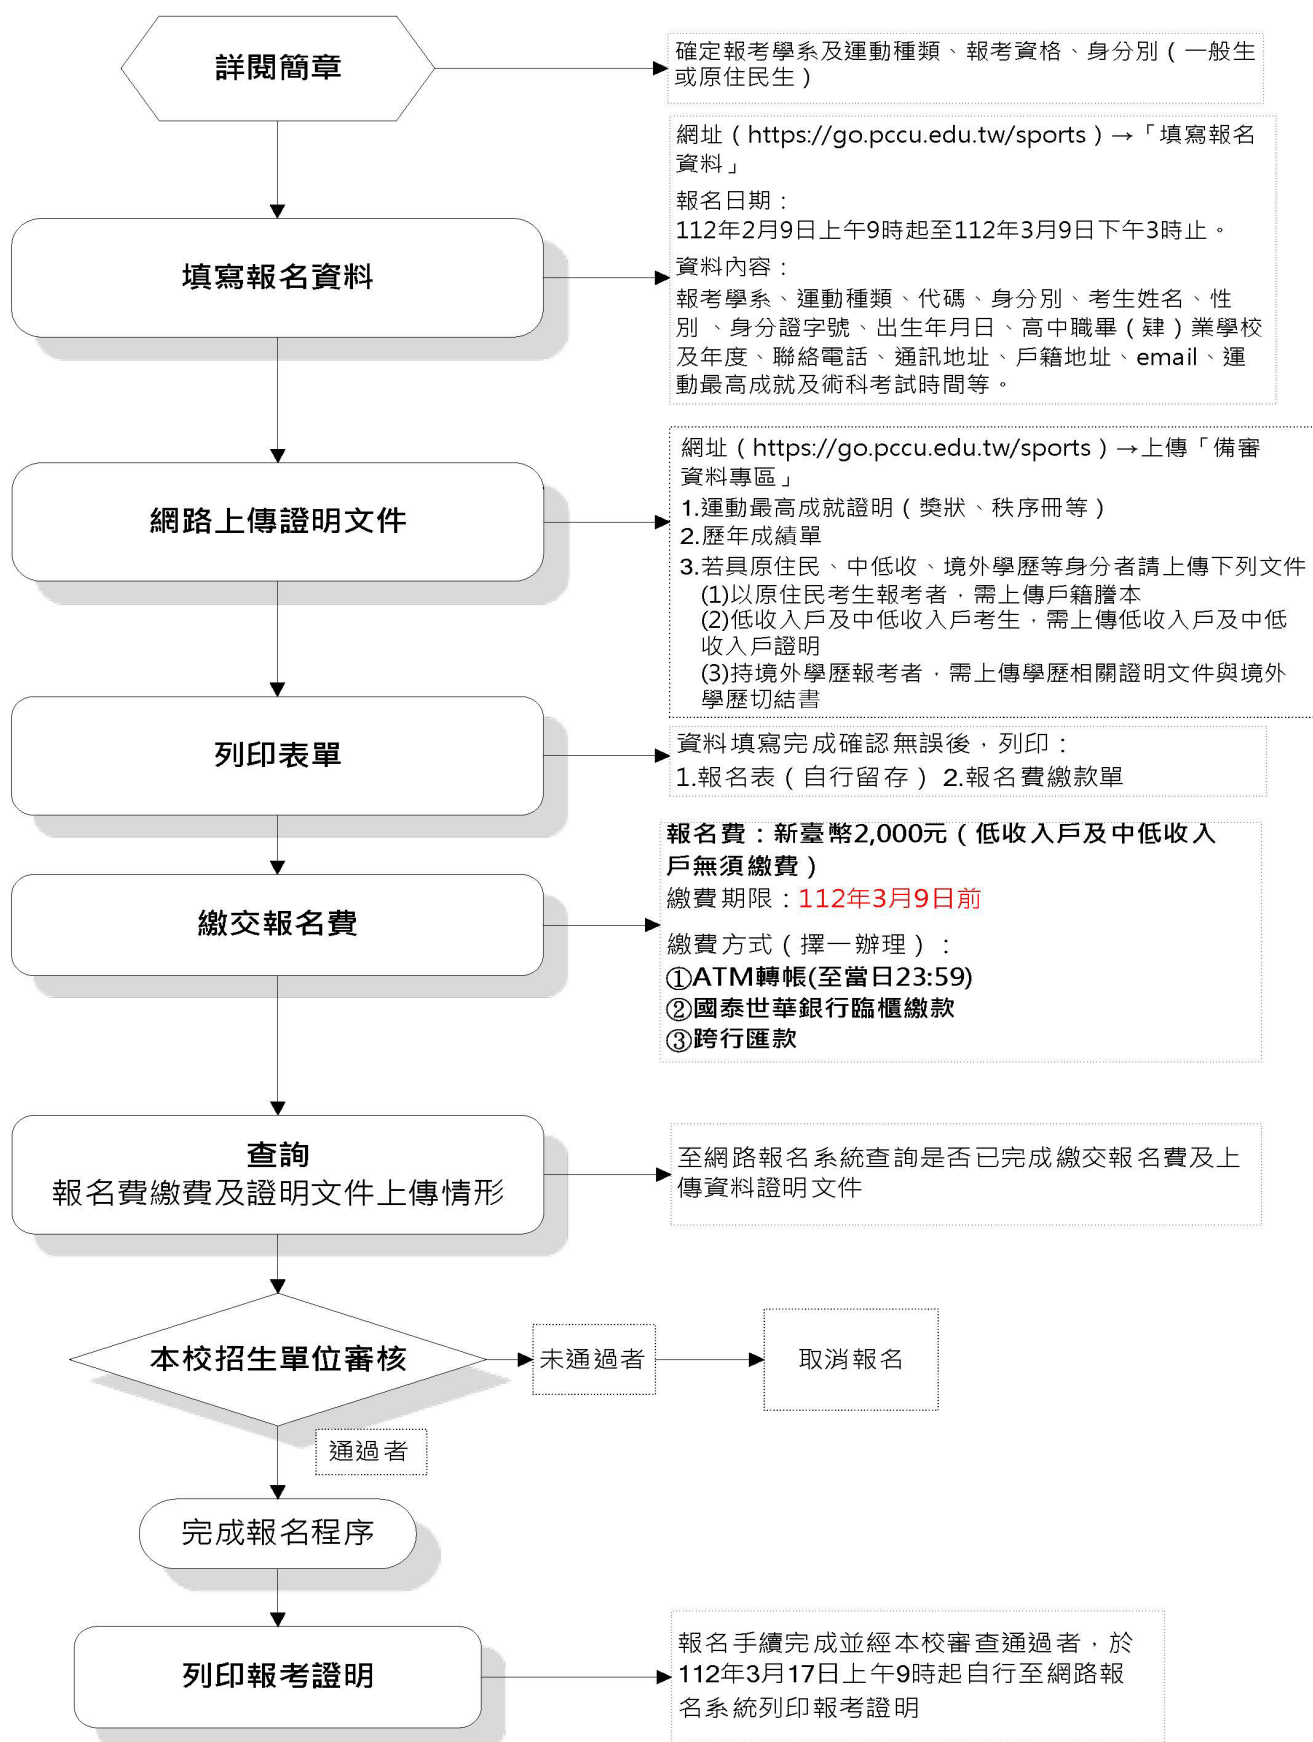 詳閱簡章
確定報考學系及運動種類、報考資格、身分別（一般生
或原住民生）
網址（https://go.pccu.edu.tw/sports）→「填寫報名
資料」
報名日期：
112年2月9日上午9時起至112年3月9日下午3時止。
資料內容：
報考學系、運動種類、代碼、身分別、考生姓名、性
別、身分證字號、出生年月日、高中職畢（肄）業學校
及年度、聯絡電話、通訊地址、戶籍地址、email、運
動最高成就及術科考試時間等。
填寫報名資料
網址（https://go.pccu.edu.tw/sports）→上傳「備審
資料專區」
1.運動最高成就證明（獎狀、秩序冊等）
2.歷年成績單
3.若具原住民、中低收、境外學歷等身分者請上傳下列文件
(1)以原住民考生報考者，需上傳戶籍謄本
(2)低收入戶及中低收入戶考生，需上傳低收入戶及中低
收入戶證明
(3)持境外學歷報考者，需上傳學歷相關證明文件與境外
學歷切結書
網路上傳證明文件
列印表單
資料填寫完成確認無誤後，列印：
1.報名表（自行留存） 2.報名費繳款單
繳交報名費
報名費：新臺幣2,000元（低收入戶及中低收入
戶無須繳費）
繳費期限：112年3月9日前
繳費方式（擇一辦理）：
①ATM轉帳(至當日23:59)
②國泰世華銀行臨櫃繳款
③跨行匯款
查詢
報名費繳費及證明文件上傳情形
至網路報名系統查詢是否已完成繳交報名費及上
傳資料證明文件
本校招生單位審核
未通過者
取消報名
通過者
完成報名程序
列印報考證明
報名手續完成並經本校審查通過者，於
112年3月17日上午9時起自行至網路報
名系統列印報考證明